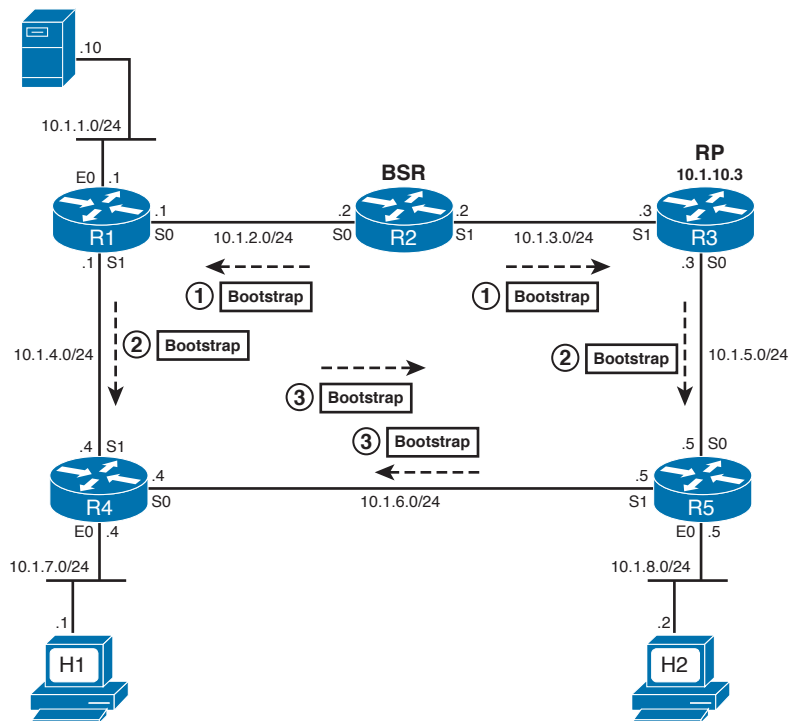 .10
10.1.1.0/24
E0 .1
BSR
RP
10.1.10.3
.1
.2
.2
.3
R1
S0
10.1.2.0/24
S0
R2
S1
10.1.3.0/24
S1
R3
.1 S1
.3 S0
1 Bootstrap
1 Bootstrap
2 Bootstrap
10.1.4.0/24
2 Bootstrap
10.1.5.0/24
3 Bootstrap
3 Bootstrap
.4 S1
.5 S0
.4
.5
R4
S0
10.1.6.0/24
S1
R5
E0 .4
E0 .5
10.1.7.0/24
10.1.8.0/24
.1
.2
H1
H2